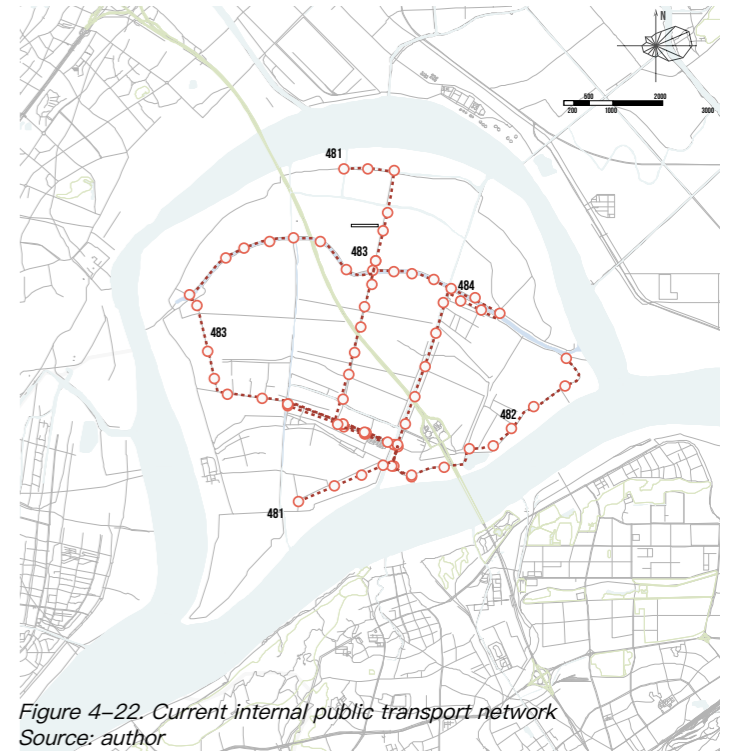 N
500 2000
200 1000 3000
481
483
484
483
482
481
Figure 4–22. Current internal public transport network
Source: author